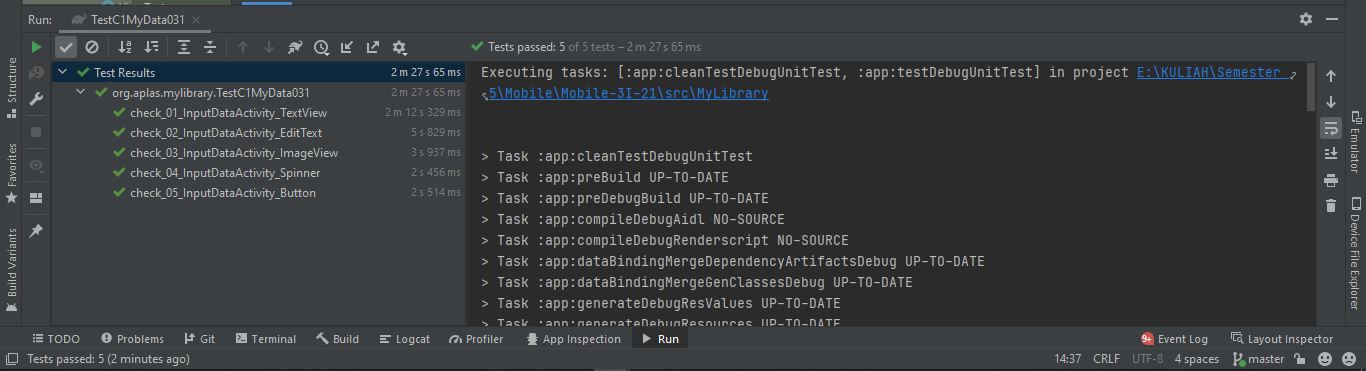 Run: TestC1MyData031
Tests passed: 5 of 5 tests – 2 m 27 s 65 ms
Test Results 2 m 27 s 65 ms
org.aplas.mylibrary.TestC1MyData031 2 m 27 s 65 ms
check_01_InputDataActivity_TextView 2 m 12 s 329 ms
check_02_InputDataActivity_EditText 5 s 829 ms
check_03_InputDataActivity_ImageView 3 s 937 ms
check_04_InputDataActivity_Spinner 2 s 456 ms
check_05_InputDataActivity_Button 2 s 514 ms
Executing tasks: [:app:cleanTestDebugUnitTest, :app:testDebugUnitTest] in project E:\KULIAH\Semester
5\Mobile\Mobile-3I-21\src\MyLibrary
> Task :app:cleanTestDebugUnitTest
> Task :app:preBuild UP-TO-DATE
> Task :app:preDebugBuild UP-TO-DATE
> Task :app:compileDebugAidl NO-SOURCE
> Task :app:compileDebugRenderscript NO-SOURCE
> Task :app:dataBindingMergeDependencyArtifactsDebug UP-TO-DATE
> Task :app:dataBindingMergeGenClassesDebug UP-TO-DATE
> Task :app:generateDebugResValues UP-TO-DATE
> Task :app:generateDebugResources UP-TO-DATE
Structure
Favorites
Build Variants
Emulator
Device File Explorer
TODO Problems Git Terminal Build Logcat Profiler App Inspection Run 9+ Event Log Layout Inspector
Tests passed: 5 (2 minutes ago) 14:37 CRLF UTF-8 4 spaces master